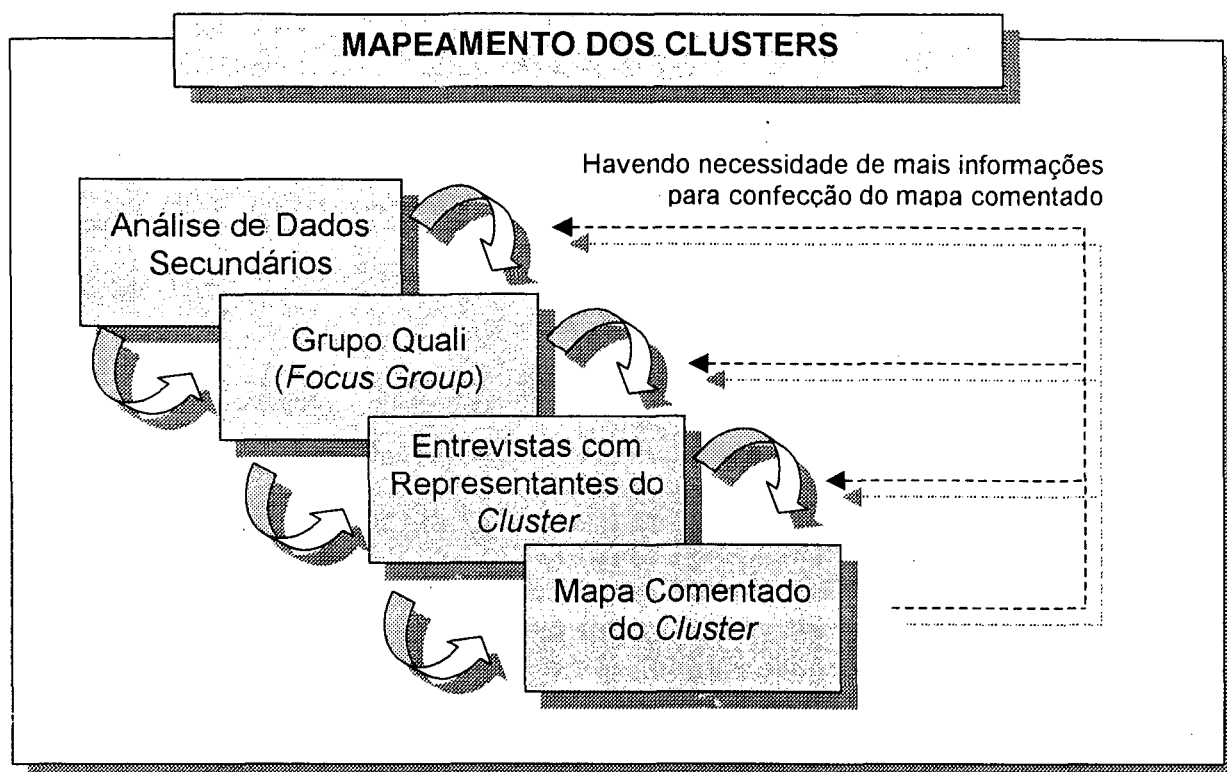 MAPEAMENTO DOS CLUSTERS
Havendo necessidade de mais informações
para confecção do mapa comentado
Análise de Dados
Secundários
Grupo Quali
(Focus Group)
Entrevistas com
Representantes do
Cluster
Mapa Comentado
do Cluster